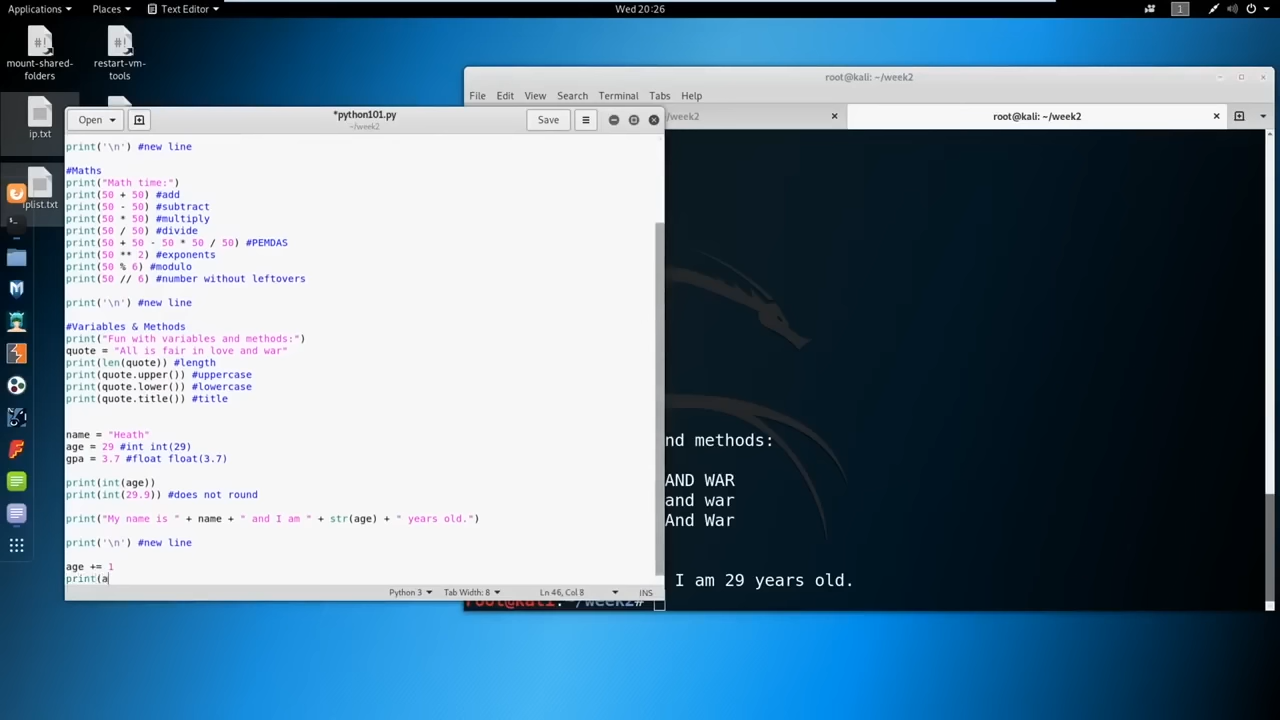 Applications Places Text Editor Wed 20:26 1
mount-shared-folders
restart-vm-tools
ip.txt
iplist.txt
Open *python101.py Save
~/week2
print('\n') #new line
#Maths
print("Math time:")
print(50 + 50) #add
print(50 - 50) #subtract
print(50 * 50) #multiply
print(50 / 50) #divide
print(50 + 50 - 50 * 50 / 50) #PEMDAS
print(50 ** 2) #exponents
print(50 % 6) #modulo
print(50 // 6) #number without leftovers
print('\n') #new line
#Variables & Methods
print("Fun with variables and methods:")
quote = "All is fair in love and war"
print(len(quote)) #length
print(quote.upper()) #uppercase
print(quote.lower()) #lowercase
print(quote.title()) #title
name = "Heath"
age = 29 #int int(29)
gpa = 3.7 #float float(3.7)
print(int(age))
print(int(29.9)) #does not round
print("My name is " + name + " and I am " + str(age) + " years old.")
print('\n') #new line
age += 1
print(a
Python 3 Tab Width: 8 Ln 46, Col 8 INS
root@kali: ~/week2
File Edit View Search Terminal Tabs Help
/week2 root@kali: ~/week2
nd methods:
AND WAR
and war
And War
I am 29 years old.
root@kali:~/week2#